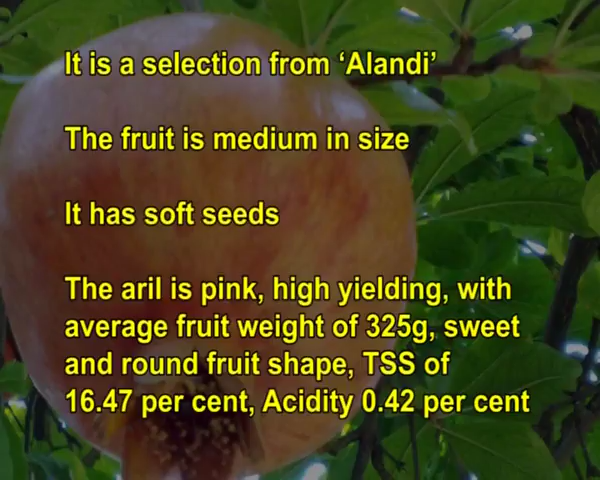 It is a selection from ‘Alandi’
The fruit is medium in size
It has soft seeds
The aril is pink, high yielding, with
average fruit weight of 325g, sweet
and round fruit shape, TSS of
16.47 per cent, Acidity 0.42 per cent